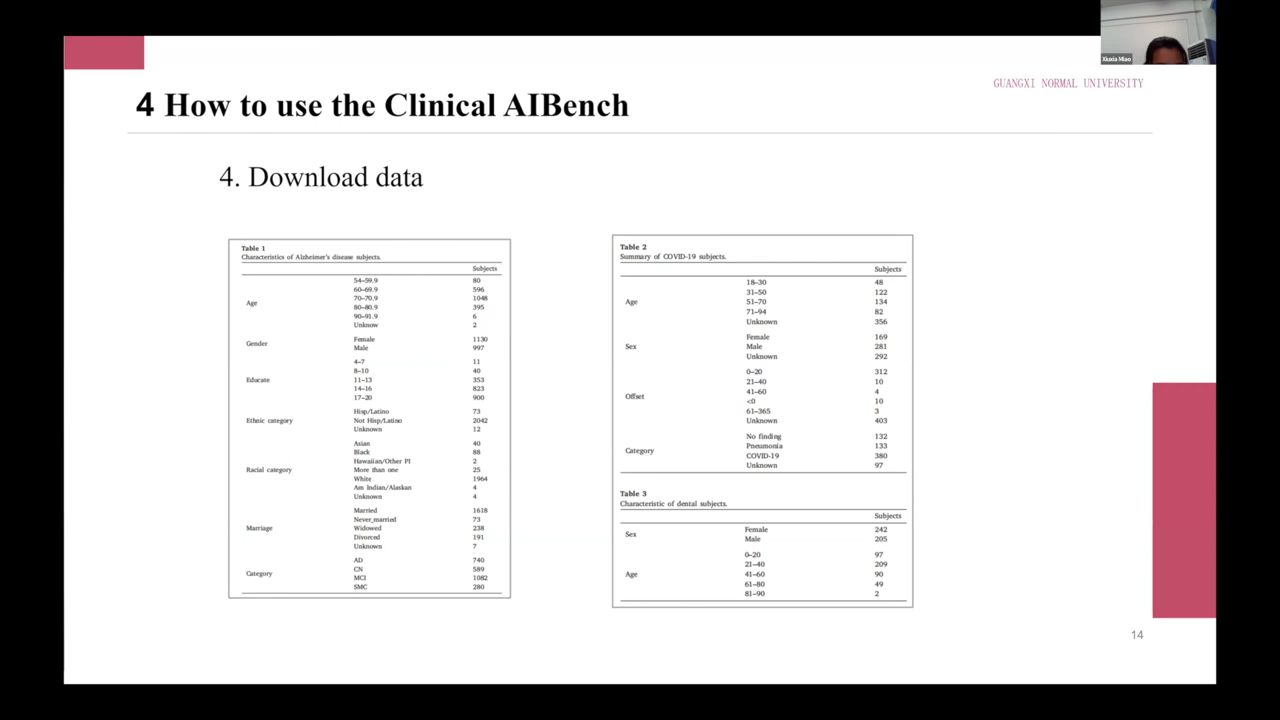 Xiuxia Miao
GUANGXI NORMAL UNIVERSITY
4 How to use the Clinical AIBench
4. Download data
Table 1
Characteristics of Alzheimer's disease subjects.
Subjects
Age
54–59.9 80
60–69.9 596
70–70.9 1048
80–80.9 395
90–91.9 6
Unknow 2
Gender
Female 1130
Male 997
Educate
4–7 11
8–10 40
11–13 353
14–16 823
17–20 900
Ethnic category
Hisp/Latino 73
Not Hisp/Latino 2042
Unknown 12
Racial category
Asian 40
Black 88
Hawaiian/Other PI 2
More than one 25
White 1964
Am Indian/Alaskan 4
Unknown 4
Marriage
Married 1618
Never_married 73
Widowed 238
Divorced 191
Unknown 7
Category
AD 740
CN 589
MCI 1082
SMC 280
Table 2
Summary of COVID-19 subjects.
Subjects
Age
18–30 48
31–50 122
51–70 134
71–94 82
Unknown 356
Sex
Female 169
Male 281
Unknown 292
Offset
0–20 312
21–40 10
41–60 4
<0 10
61–365 3
Unknown 403
Category
No finding 132
Pneumonia 133
COVID-19 380
Unknown 97
Table 3
Characteristic of dental subjects.
Subjects
Sex
Female 242
Male 205
Age
0–20 97
21–40 209
41–60 90
61–80 49
81–90 2
14